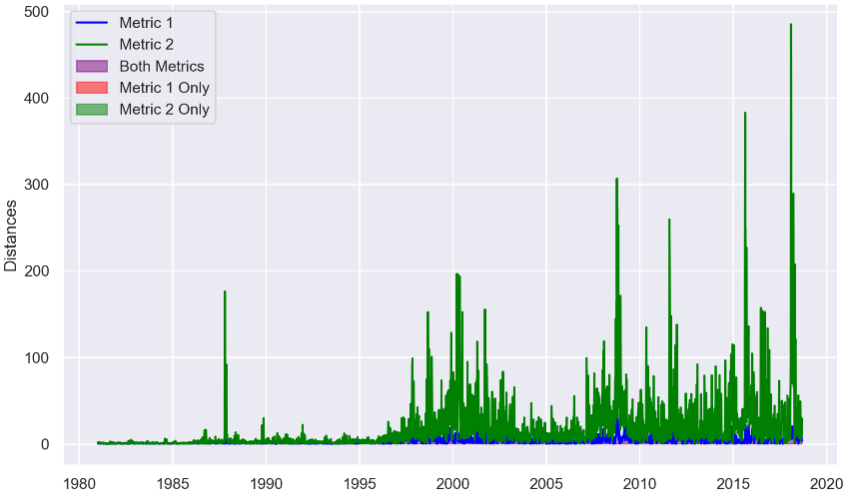 500
400
300
200
100
0
Distances
Metric 1
Metric 2
Both Metrics
Metric 1 Only
Metric 2 Only
1980 1985 1990 1995 2000 2005 2010 2015 2020